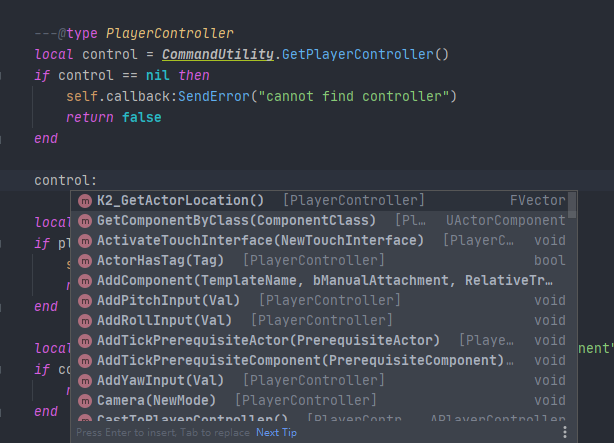 ---@type PlayerController
local control = CommandUtility.GetPlayerController()
if control == nil then
self.callback:SendError("cannot find controller")
return false
end
control:
K2_GetActorLocation() [PlayerController] FVector
GetComponentByClass(ComponentClass) [Pl… UActorComponent
ActivateTouchInterface(NewTouchInterface) [PlayerC… void
ActorHasTag(Tag) [PlayerController] bool
AddComponent(TemplateName, bManualAttachment, RelativeTr…
AddPitchInput(Val) [PlayerController] void
AddRollInput(Val) [PlayerController] void
AddTickPrerequisiteActor(PrerequisiteActor) [Playe… void
AddTickPrerequisiteComponent(PrerequisiteComponent)… void
AddYawInput(Val) [PlayerController] void
Camera(NewMode) [PlayerController] void
CastToPlayerController() [PlayerContr… APlayerController
Press Enter to insert, Tab to replace Next Tip
local
if pl
s
r
end
local nent"
if co
r
end